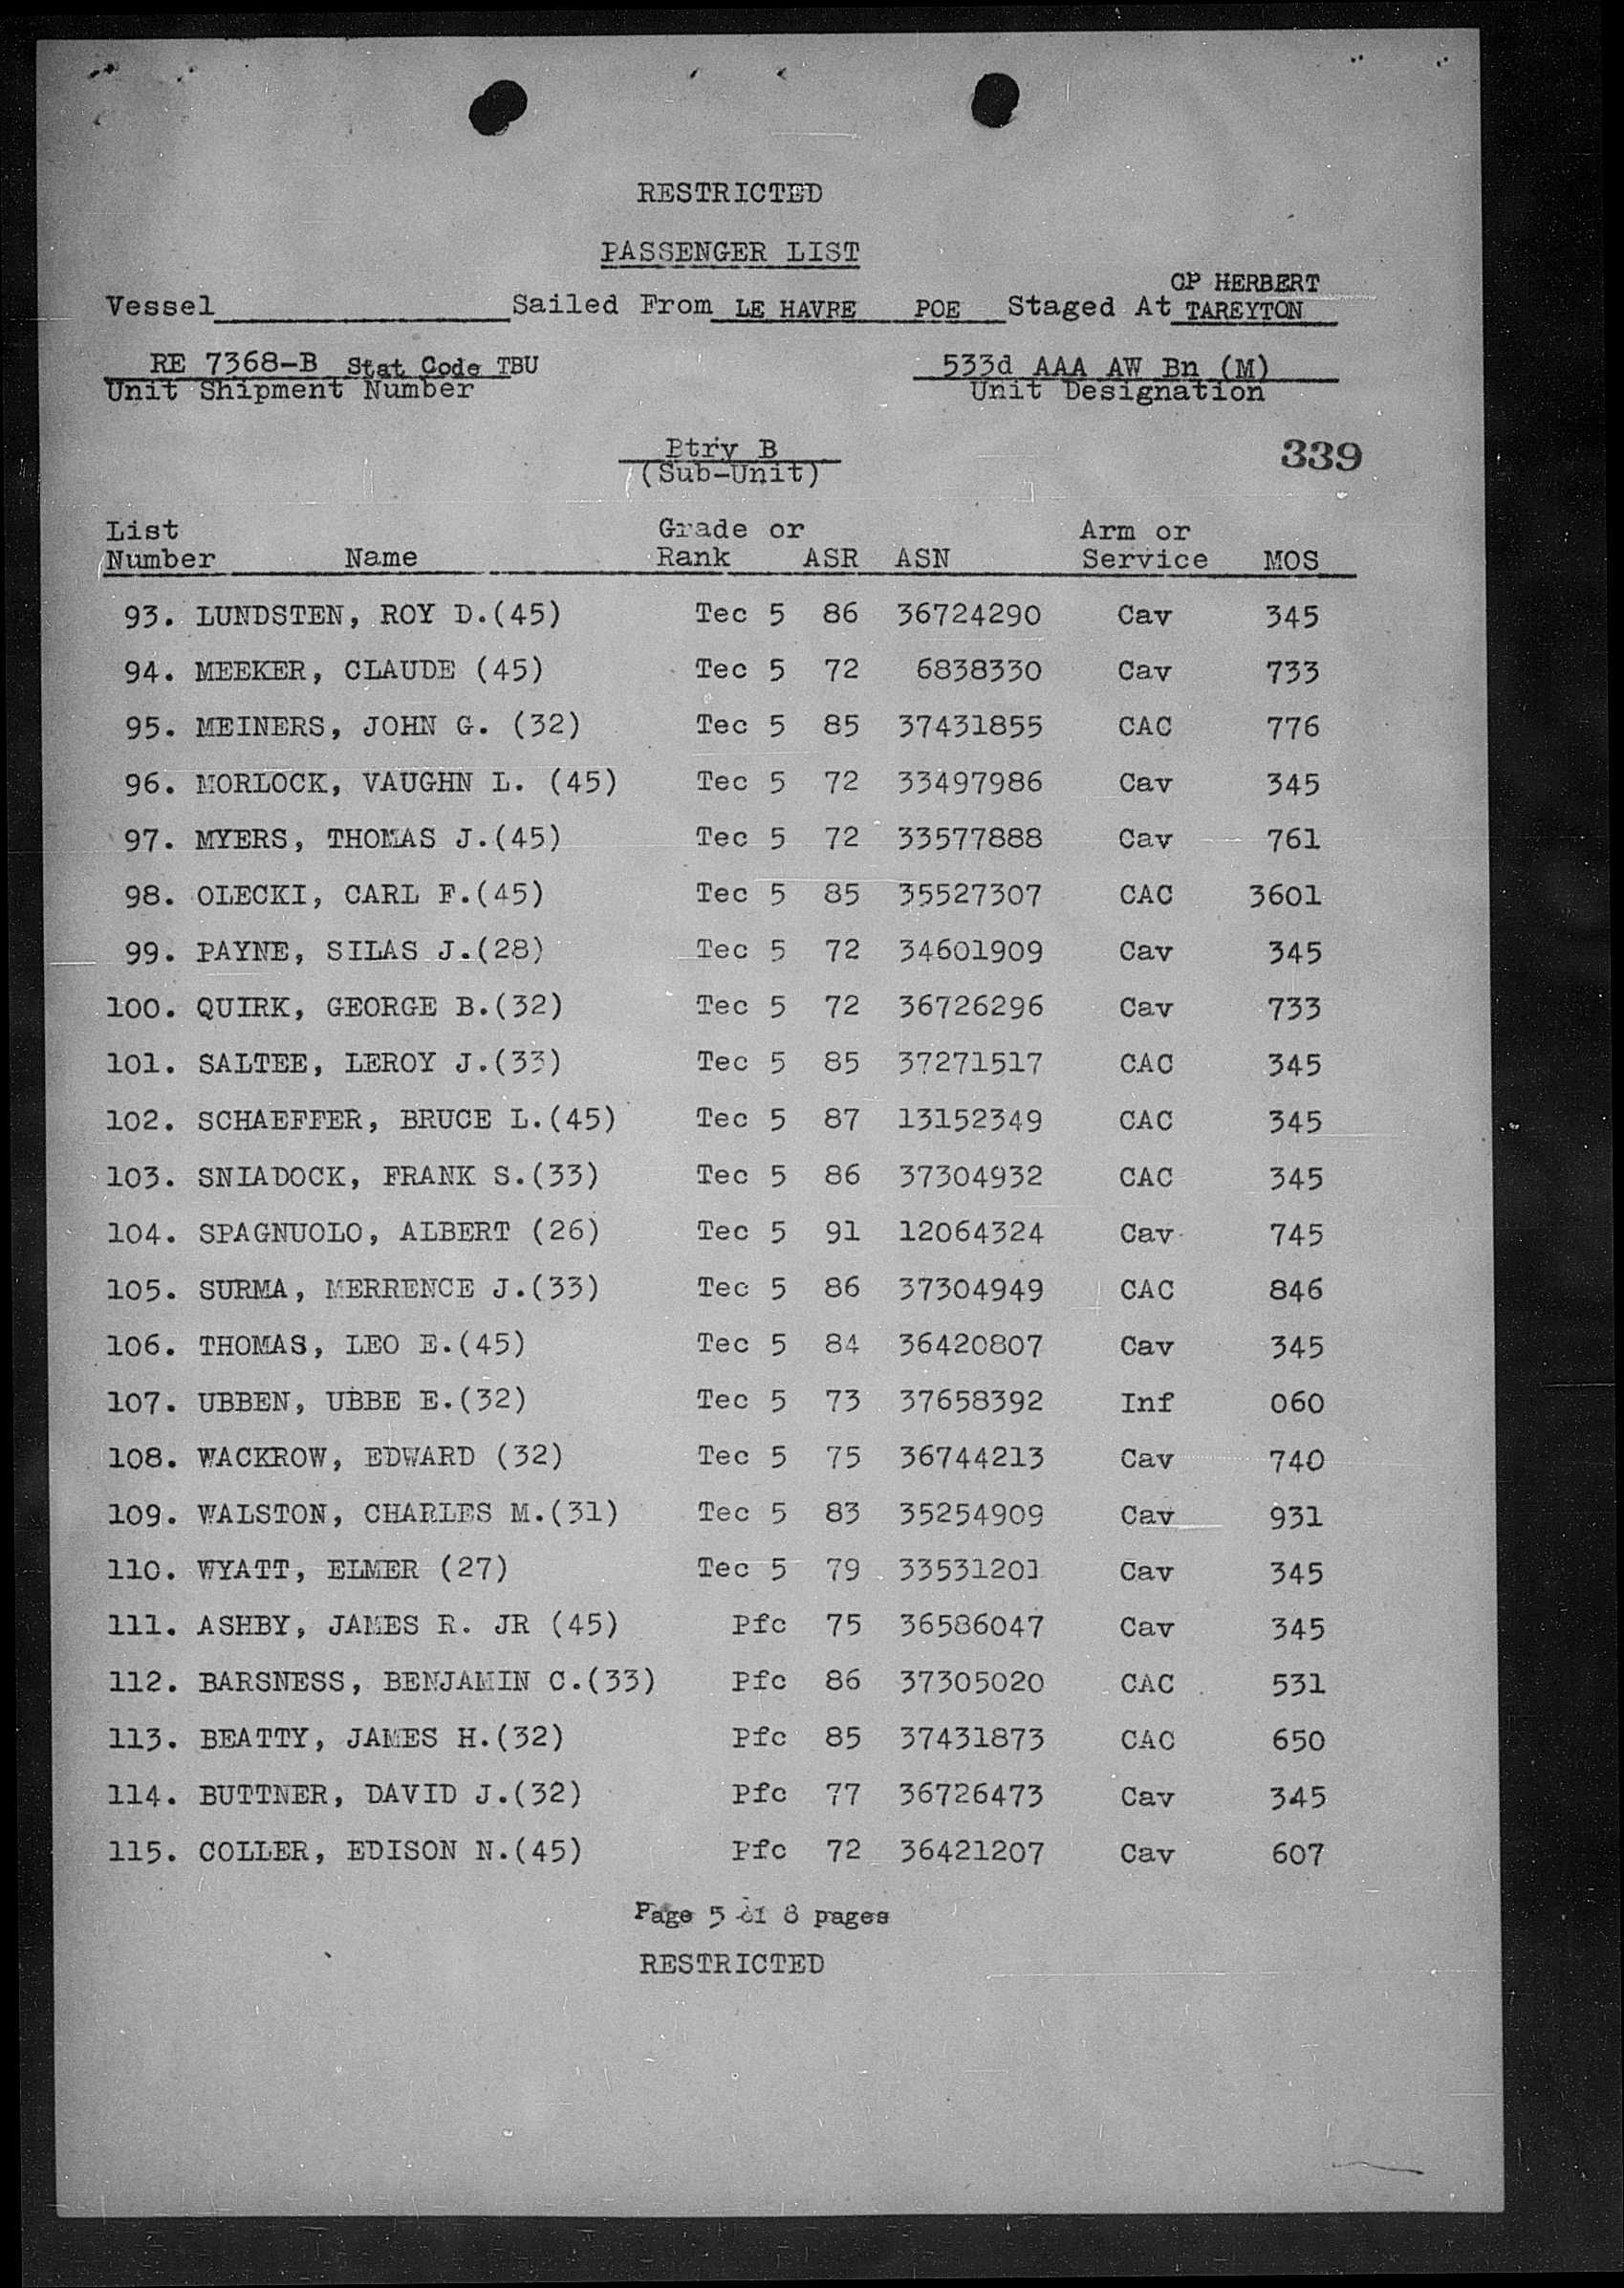 RESTRICTED
PASSENGER LIST
CP HERBERT
Vessel Sailed From LE HAVRE POE Staged At TAREYTON
RE 7368-B Stat Code TBU 533d AAA AW Bn (M)
Unit Shipment Number Unit Designation
Btry B 339
(Sub-Unit)
List Grade or Arm or
Number Name Rank ASR ASN Service MOS
93. LUNDSTEN, ROY D.(45) Tec 5 86 36724290 Cav 345
94. MEEKER, CLAUDE (45) Tec 5 72 6838330 Cav 733
95. MEINERS, JOHN G. (32) Tec 5 85 37431855 CAC 776
96. MORLOCK, VAUGHN L. (45) Tec 5 72 33497986 Cav 345
97. MYERS, THOMAS J.(45) Tec 5 72 33577888 Cav 761
98. OLECKI, CARL F.(45) Tec 5 85 35527307 CAC 3601
99. PAYNE, SILAS J.(28) Tec 5 72 34601909 Cav 345
100. QUIRK, GEORGE B.(32) Tec 5 72 36726296 Cav 733
101. SALTEE, LEROY J.(33) Tec 5 85 37271517 CAC 345
102. SCHAEFFER, BRUCE L.(45) Tec 5 87 13152349 CAC 345
103. SNIADOCK, FRANK S.(33) Tec 5 86 37304932 CAC 345
104. SPAGNUOLO, ALBERT (26) Tec 5 91 12064324 Cav 745
105. SURMA, MERRENCE J.(33) Tec 5 86 37304949 CAC 846
106. THOMAS, LEO E.(45) Tec 5 84 36420807 Cav 345
107. UBBEN, UBBE E.(32) Tec 5 73 37658392 Inf 060
108. WACKROW, EDWARD (32) Tec 5 75 36744213 Cav 740
109. WALSTON, CHARLES M.(31) Tec 5 83 35254909 Cav 931
110. WYATT, ELMER (27) Tec 5 79 33531201 Cav 345
111. ASHBY, JAMES R. JR (45) Pfc 75 36586047 Cav 345
112. BARSNESS, BENJAMIN C.(33) Pfc 86 37305020 CAC 531
113. BEATTY, JAMES H.(32) Pfc 85 37431873 CAC 650
114. BUTTNER, DAVID J.(32) Pfc 77 36726473 Cav 345
115. COLLER, EDISON N.(45) Pfc 72 36421207 Cav 607
Page 5 of 8 pages
RESTRICTED